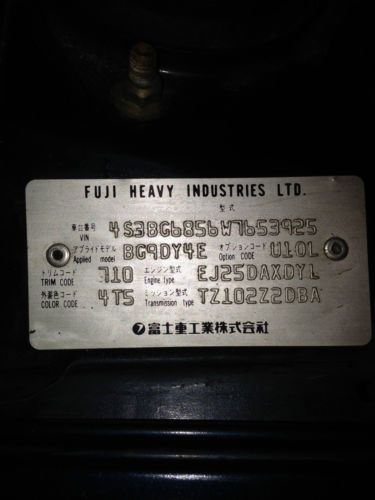 FUJI HEAVY INDUSTRIES LTD.
車台番号 VIN 4S3BG6856W7653925 型式
アプライドモデル Applied model BG9DY4E オプションコード Option CODE U10L
トリムコード TRIM CODE 710 エンジン型式 Engine type EJ25DAXDYL
外装色コード COLOR CODE 4T5 ミッション型式 Transmission type TZ102Z2DBA
富士重工業株式会社